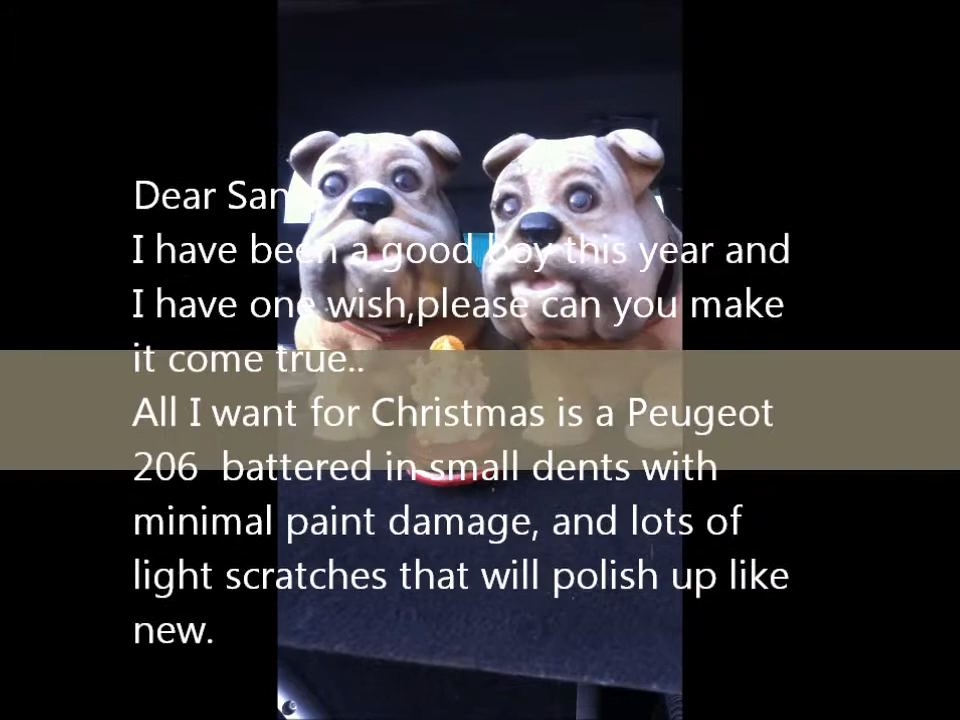 Dear San
I have been a good boy this year and
I have one wish,please can you make
it come true..
All I want for Christmas is a Peugeot
206 battered in small dents with
minimal paint damage, and lots of
light scratches that will polish up like
new.